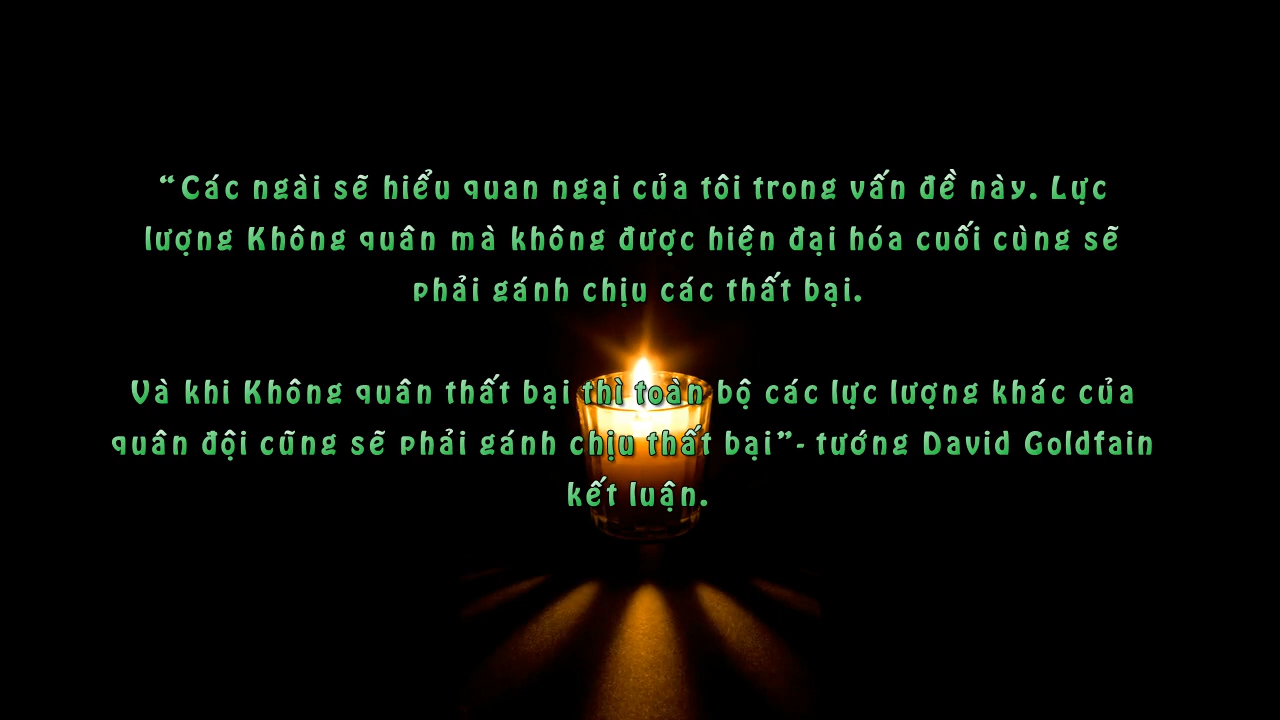 “Các ngài sẽ hiểu quan ngại của tôi trong vấn đề này. Lực
lượng Không quân mà không được hiện đại hóa cuối cùng sẽ
phải gánh chịu các thất bại.
Và khi Không quân thất bại thì toàn bộ các lực lượng khác của
quân đội cũng sẽ phải gánh chịu thất bại”- tướng David Goldfain
kết luận.